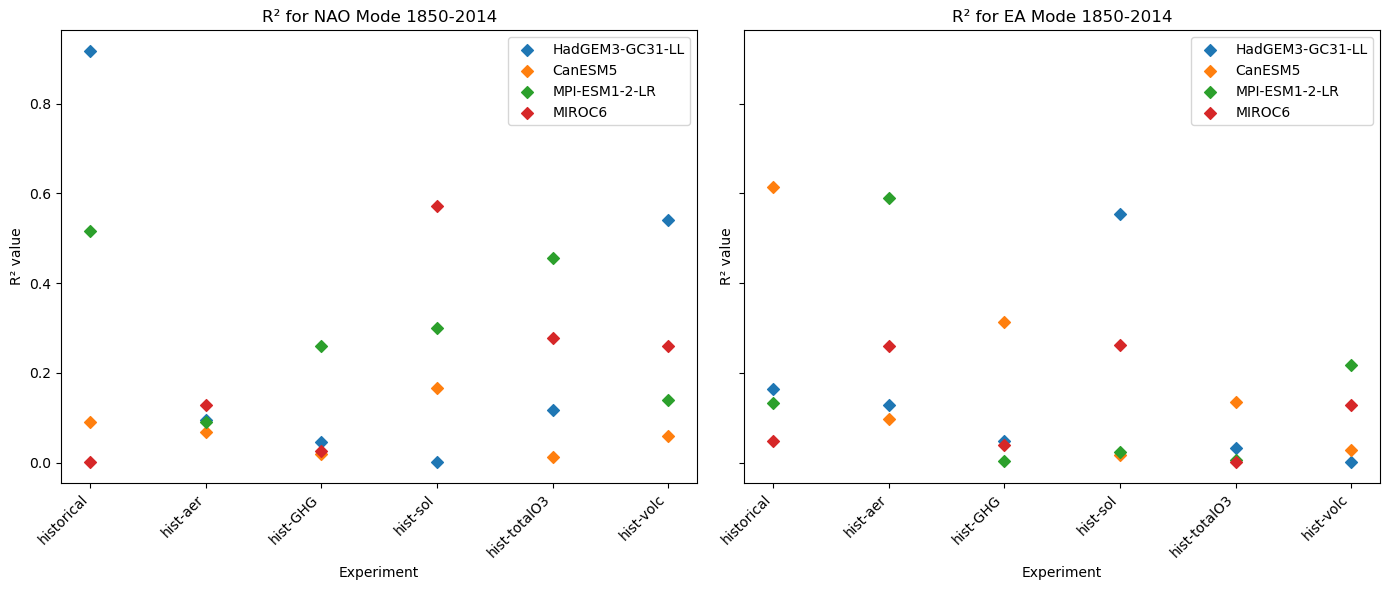 R² for NAO Mode 1850-2014
R² value
0.8
0.6
0.4
0.2
0.0
HadGEM3-GC31-LL
CanESM5
MPI-ESM1-2-LR
MIROC6
historical
hist-aer
hist-GHG
hist-sol
hist-totalO3
hist-volc
Experiment
R² for EA Mode 1850-2014
R² value
HadGEM3-GC31-LL
CanESM5
MPI-ESM1-2-LR
MIROC6
historical
hist-aer
hist-GHG
hist-sol
hist-totalO3
hist-volc
Experiment